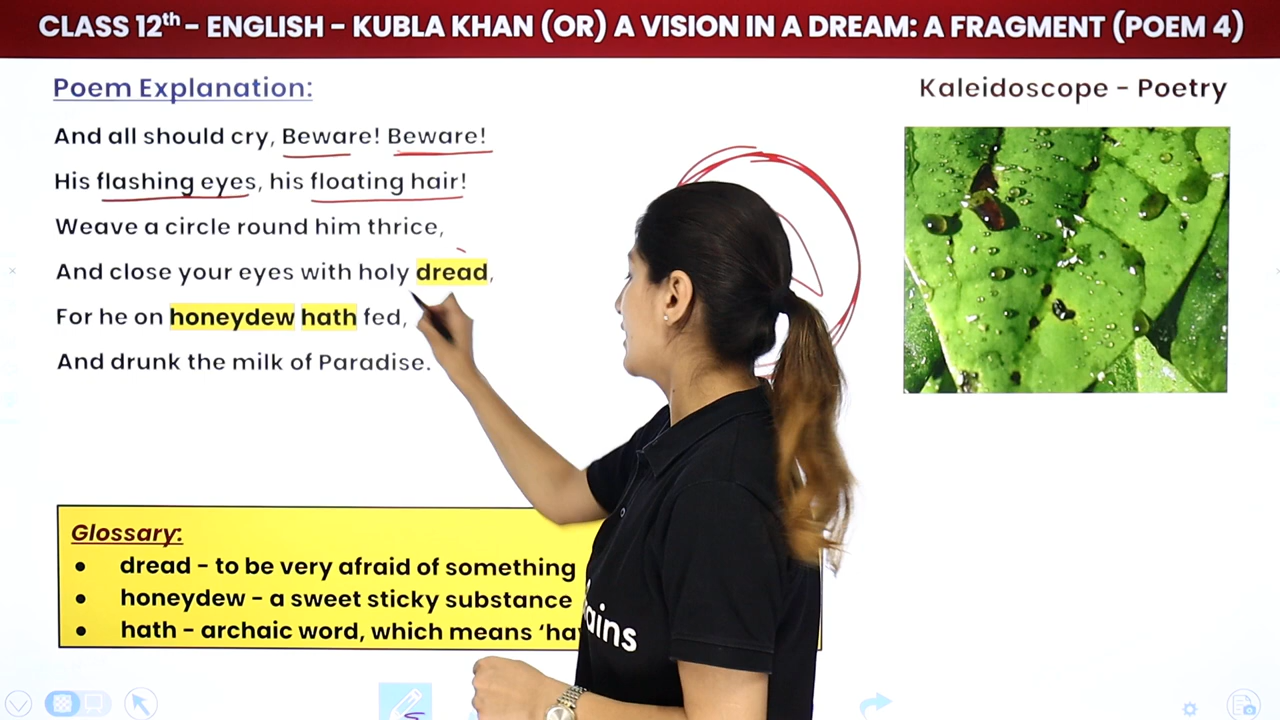 CLASS 12th - ENGLISH - KUBLA KHAN (OR) A VISION IN A DREAM: A FRAGMENT (POEM 4)
Poem Explanation:
Kaleidoscope - Poetry
And all should cry, Beware! Beware!
His flashing eyes, his floating hair!
Weave a circle round him thrice,
And close your eyes with holy dread,
For he on honeydew hath fed,
And drunk the milk of Paradise.
Glossary:
● dread - to be very afraid of something
● honeydew - a sweet sticky substance
● hath - archaic word, which means ‘ha
ains